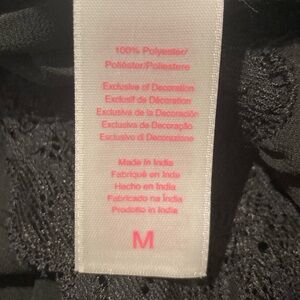 100% Polyester/
Poliéster/Poliestere
Exclusive of Decoration
Exclusif de Décoration
Exclusiva de la Decoración
Exclusiva de Decoração
Esclusivo di Decorazione
Made in India
Fabriqué en Inde
Hecho en India
Fabricado na Índia
Prodotto in India
M